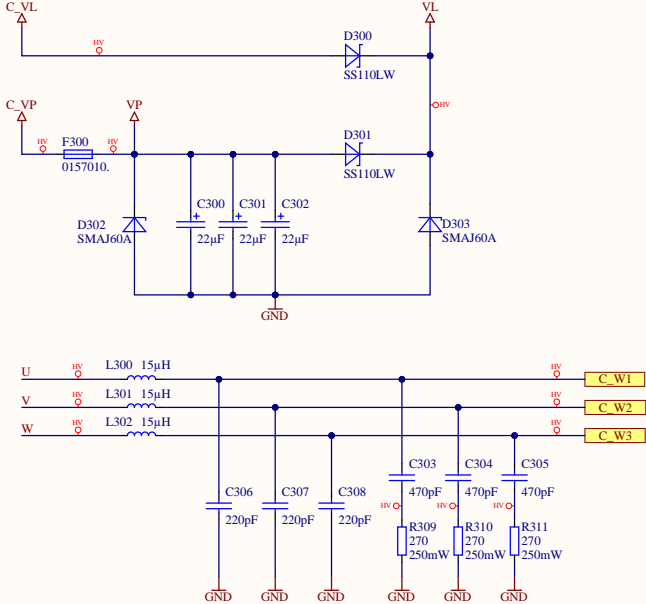 C_VL
VL
HV
D300
SS110LW
HV
C_VP
VP
HV
F300
HV
0157010.
D301
SS110LW
D302
SMAJ60A
C300
22µF
C301
22µF
C302
22µF
D303
SMAJ60A
GND
U
HV
L300 15µH
HV
C_W1
V
HV
L301 15µH
HV
C_W2
W
HV
L302 15µH
HV
C_W3
C303
470pF
C304
470pF
C305
470pF
C306
220pF
C307
220pF
C308
220pF
HV
HV
HV
R309
270
250mW
R310
270
250mW
R311
270
250mW
GND
GND
GND
GND
GND
GND